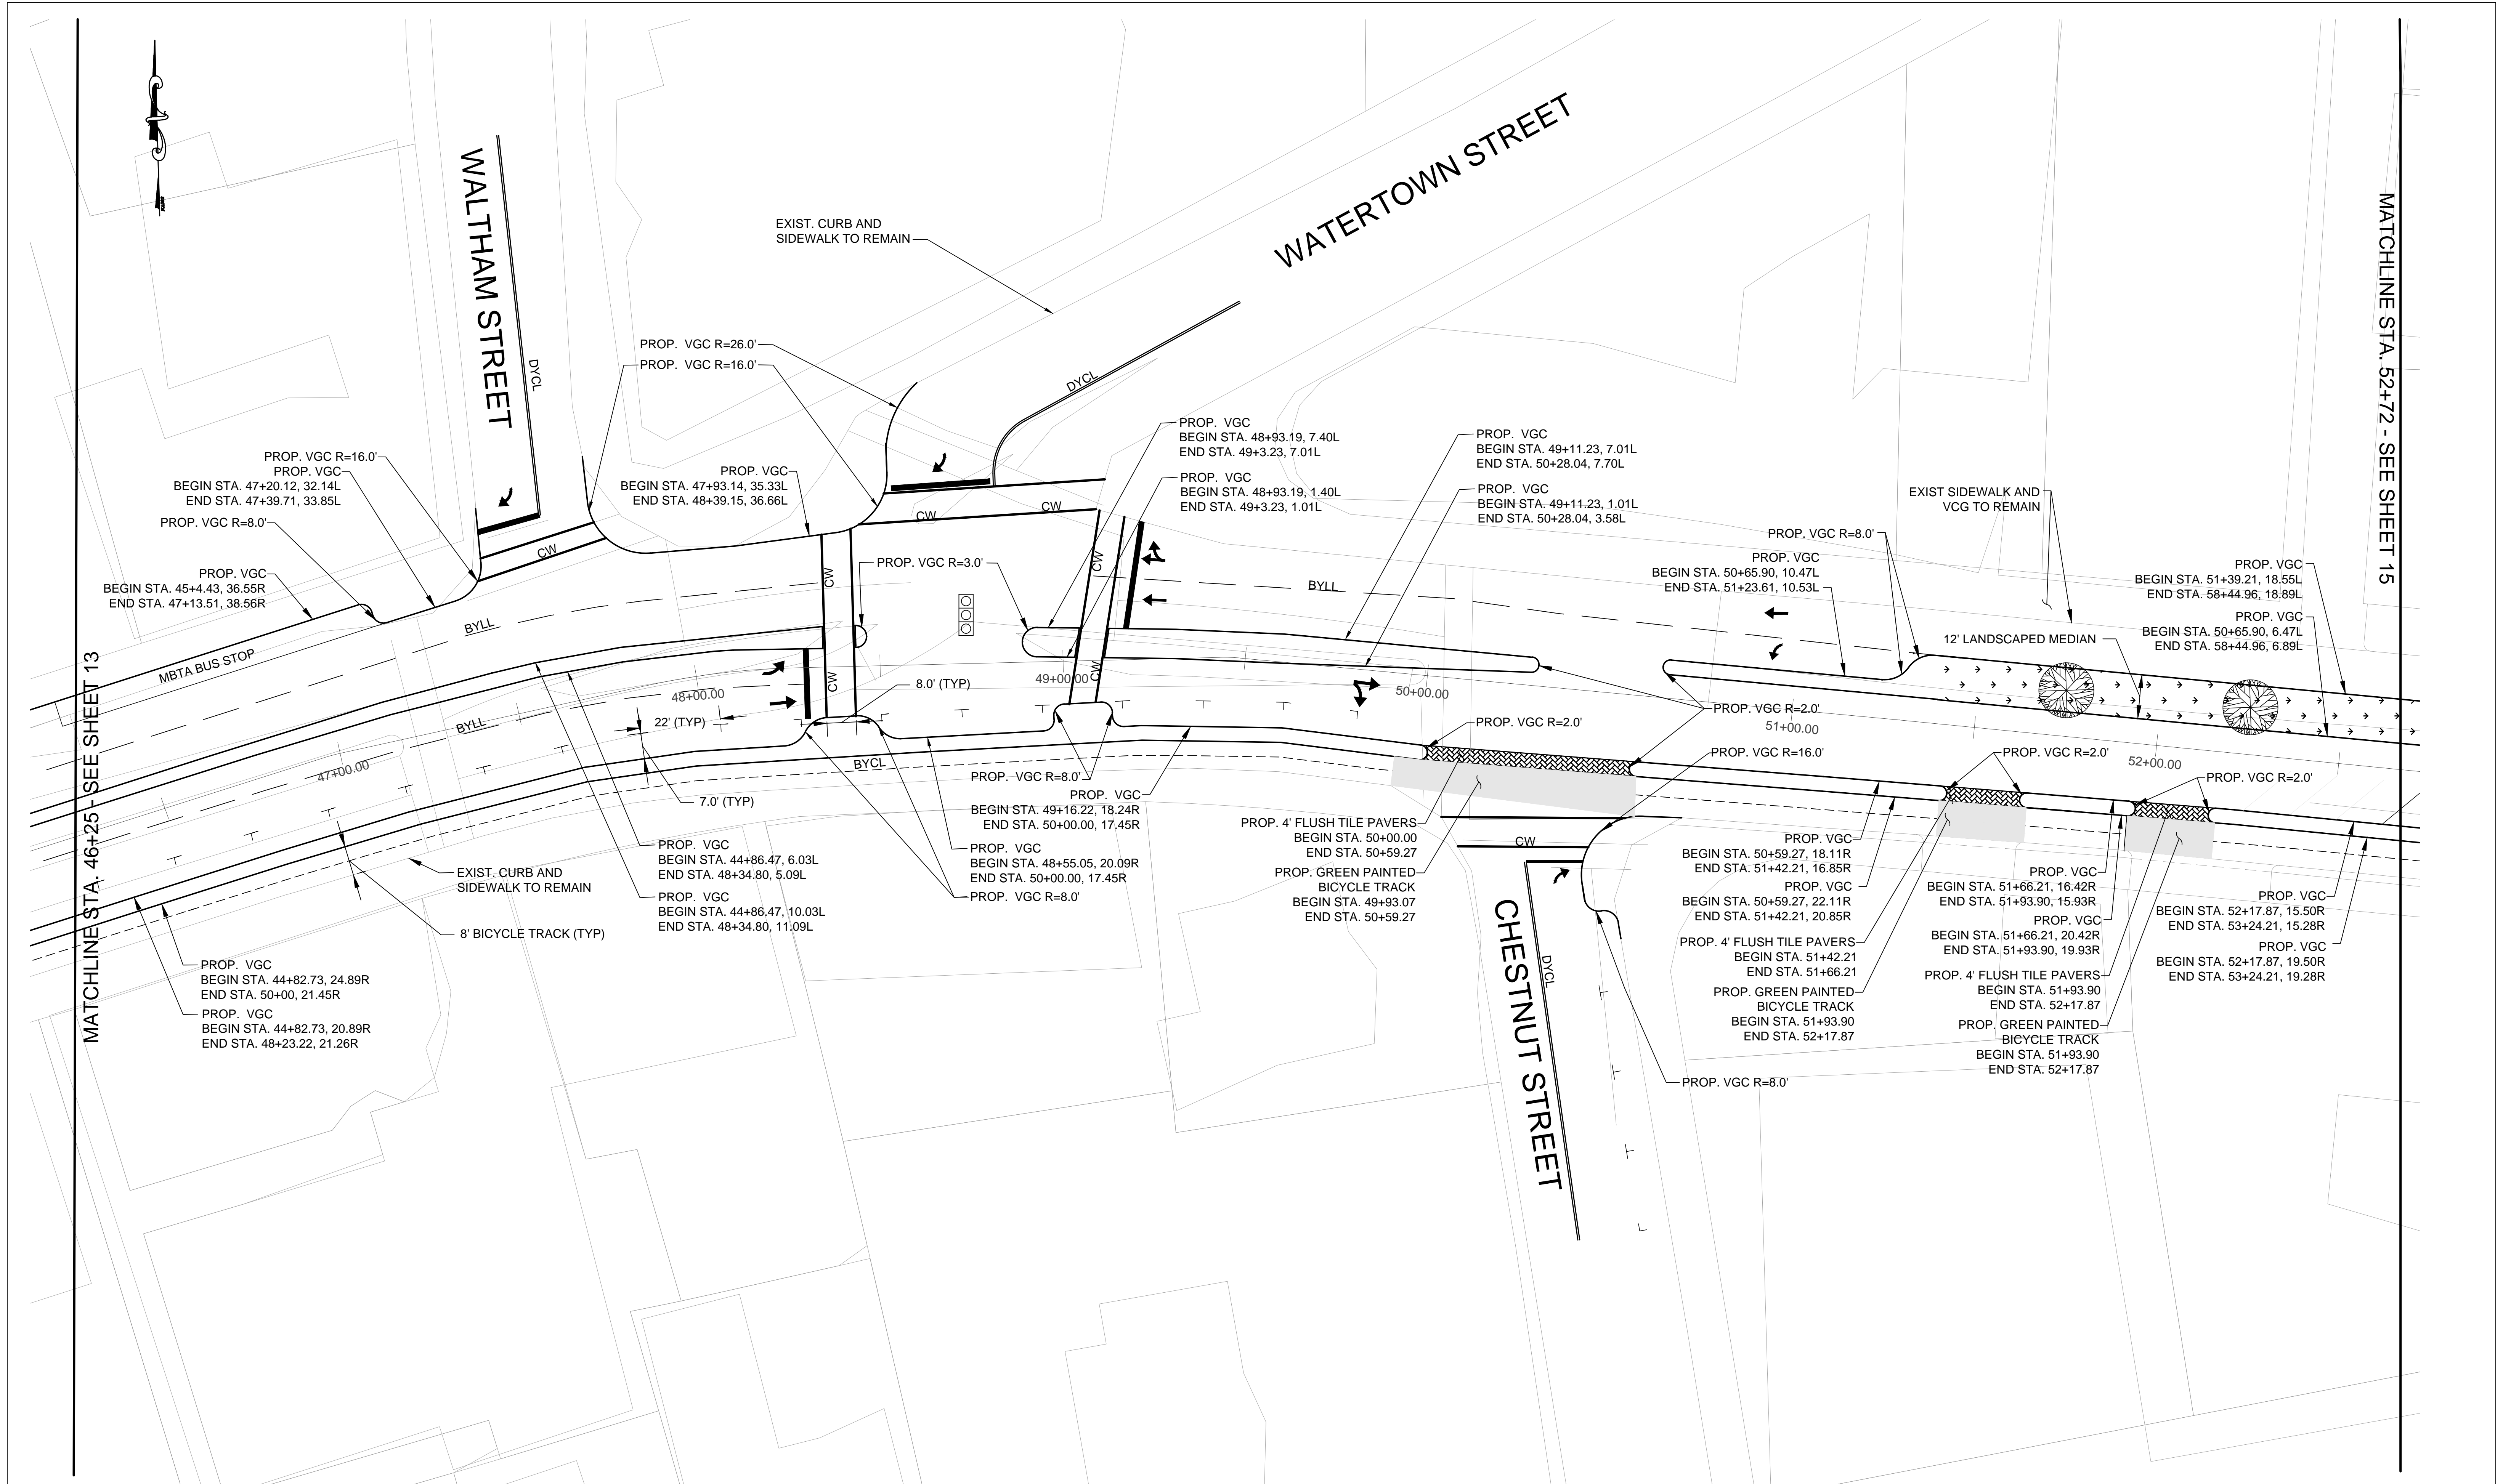 WALTHAM STREET
DYCL
WATERTOWN STREET
DYCL
EXIST. CURB AND
SIDEWALK TO REMAIN
PROP. VGC R=26.0'
PROP. VGC R=16.0'
PROP. VGC R=16.0'
PROP. VGC
BEGIN STA. 47+20.12, 32.14L
END STA. 47+39.71, 33.85L
PROP. VGC R=8.0'
PROP. VGC
BEGIN STA. 45+4.43, 36.55R
END STA. 47+13.51, 38.56R
PROP. VGC
BEGIN STA. 47+93.14, 35.33L
END STA. 48+39.15, 36.66L
PROP. VGC
BEGIN STA. 48+93.19, 7.40L
END STA. 49+3.23, 7.01L
PROP. VGC
BEGIN STA. 48+93.19, 1.40L
END STA. 49+3.23, 1.01L
PROP. VGC
BEGIN STA. 49+11.23, 7.01L
END STA. 50+28.04, 7.70L
PROP. VGC
BEGIN STA. 49+11.23, 1.01L
END STA. 50+28.04, 3.58L
EXIST SIDEWALK AND
VCG TO REMAIN
PROP. VGC R=8.0'
PROP. VGC
BEGIN STA. 50+65.90, 10.47L
END STA. 51+23.61, 10.53L
PROP. VGC
BEGIN STA. 51+39.21, 18.55L
END STA. 58+44.96, 18.89L
PROP. VGC
BEGIN STA. 50+65.90, 6.47L
END STA. 58+44.96, 6.89L
12' LANDSCAPED MEDIAN
MATCHLINE STA. 52+72 - SEE SHEET 15
MATCHLINE STA. 46+25 - SEE SHEET 13
CW
CW
CW
CW
CW
CW
CW
PROP. VGC R=3.0'
BYLL
BYLL
BYLL
MBTA BUS STOP
47+00.00
48+00.00
49+00.00
50+00.00
51+00.00
52+00.00
8.0' (TYP)
22' (TYP)
7.0' (TYP)
BYCL
PROP. VGC R=2.0'
PROP. VGC R=2.0'
PROP. VGC R=16.0'
PROP. VGC R=2.0'
PROP. VGC R=2.0'
PROP. VGC R=8.0'
PROP. VGC
BEGIN STA. 49+16.22, 18.24R
END STA. 50+00.00, 17.45R
PROP. VGC
BEGIN STA. 48+55.05, 20.09R
END STA. 50+00.00, 17.45R
PROP. VGC R=8.0'
PROP. VGC
BEGIN STA. 44+86.47, 6.03L
END STA. 48+34.80, 5.09L
PROP. VGC
BEGIN STA. 44+86.47, 10.03L
END STA. 48+34.80, 11.09L
EXIST. CURB AND
SIDEWALK TO REMAIN
8' BICYCLE TRACK (TYP)
PROP. VGC
BEGIN STA. 44+82.73, 24.89R
END STA. 50+00, 21.45R
PROP. VGC
BEGIN STA. 44+82.73, 20.89R
END STA. 48+23.22, 21.26R
PROP. 4' FLUSH TILE PAVERS
BEGIN STA. 50+00.00
END STA. 50+59.27
PROP. GREEN PAINTED
BICYCLE TRACK
BEGIN STA. 49+93.07
END STA. 50+59.27
CW
CHESTNUT STREET
DYCL
PROP. VGC R=8.0'
PROP. VGC
BEGIN STA. 50+59.27, 18.11R
END STA. 51+42.21, 16.85R
PROP. VGC
BEGIN STA. 50+59.27, 22.11R
END STA. 51+42.21, 20.85R
PROP. 4' FLUSH TILE PAVERS
BEGIN STA. 51+42.21
END STA. 51+66.21
PROP. GREEN PAINTED
BICYCLE TRACK
BEGIN STA. 51+93.90
END STA. 52+17.87
PROP. VGC
BEGIN STA. 51+66.21, 16.42R
END STA. 51+93.90, 15.93R
PROP. VGC
BEGIN STA. 51+66.21, 20.42R
END STA. 51+93.90, 19.93R
PROP. 4' FLUSH TILE PAVERS
BEGIN STA. 51+93.90
END STA. 52+17.87
PROP. GREEN PAINTED
BICYCLE TRACK
BEGIN STA. 51+93.90
END STA. 52+17.87
PROP. VGC
BEGIN STA. 52+17.87, 15.50R
END STA. 53+24.21, 15.28R
PROP. VGC
BEGIN STA. 52+17.87, 19.50R
END STA. 53+24.21, 19.28R